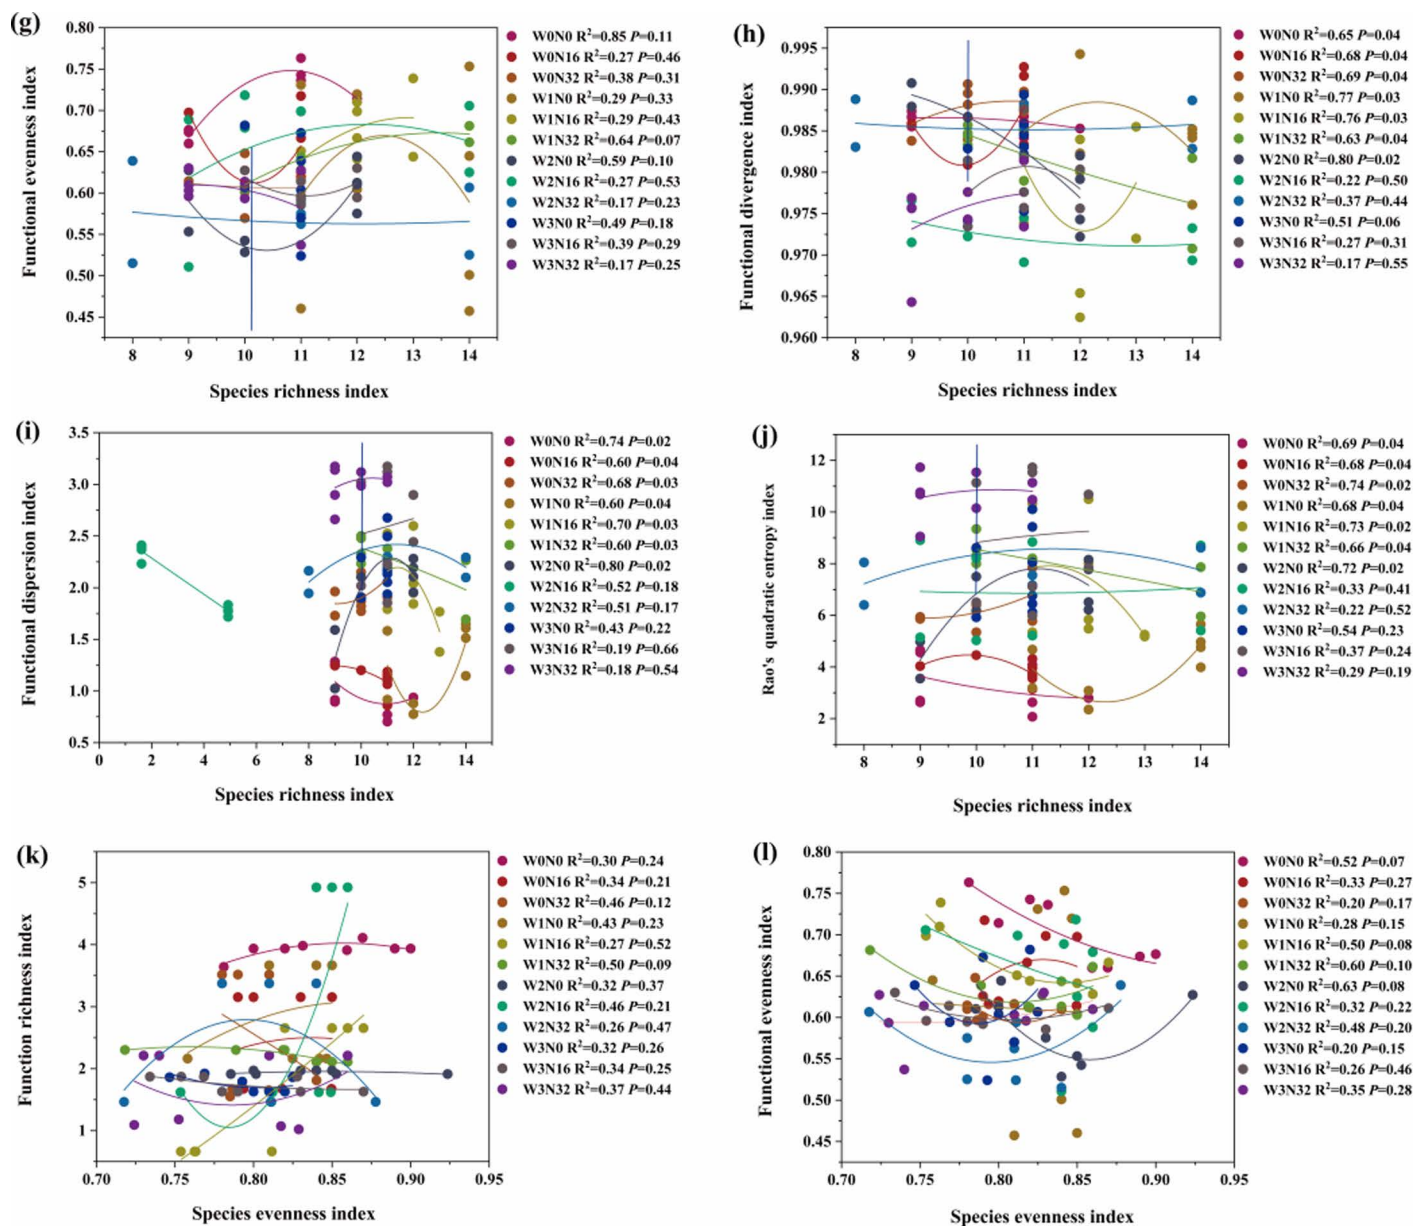 (g)
0.80
0.75
0.70
0.65
0.60
0.55
0.50
0.45
Functional evenness index
8 9 10 11 12 13 14
Species richness index
W0N0 R²=0.85 P=0.11
W0N16 R²=0.27 P=0.46
W0N32 R²=0.38 P=0.31
W1N0 R²=0.29 P=0.33
W1N16 R²=0.29 P=0.43
W1N32 R²=0.64 P=0.07
W2N0 R²=0.59 P=0.10
W2N16 R²=0.27 P=0.53
W2N32 R²=0.17 P=0.23
W3N0 R²=0.49 P=0.18
W3N16 R²=0.39 P=0.29
W3N32 R²=0.17 P=0.25
(h)
0.995
0.990
0.985
0.980
0.975
0.970
0.965
0.960
Functional divergence index
8 9 10 11 12 13 14
Species richness index
W0N0 R²=0.65 P=0.04
W0N16 R²=0.68 P=0.04
W0N32 R²=0.69 P=0.04
W1N0 R²=0.77 P=0.03
W1N16 R²=0.76 P=0.03
W1N32 R²=0.63 P=0.04
W2N0 R²=0.80 P=0.02
W2N16 R²=0.22 P=0.50
W2N32 R²=0.37 P=0.44
W3N0 R²=0.51 P=0.06
W3N16 R²=0.27 P=0.31
W3N32 R²=0.17 P=0.55
(i)
3.5
3.0
2.5
2.0
1.5
1.0
0.5
Functional dispersion index
0 2 4 6 8 10 12 14
Species richness index
W0N0 R²=0.74 P=0.02
W0N16 R²=0.60 P=0.04
W0N32 R²=0.68 P=0.03
W1N0 R²=0.60 P=0.04
W1N16 R²=0.70 P=0.03
W1N32 R²=0.60 P=0.03
W2N0 R²=0.80 P=0.02
W2N16 R²=0.52 P=0.18
W2N32 R²=0.51 P=0.17
W3N0 R²=0.43 P=0.22
W3N16 R²=0.19 P=0.66
W3N32 R²=0.18 P=0.54
(j)
12
10
8
6
4
2
Rao's quadratic entropy index
8 9 10 11 12 13 14
Species richness index
W0N0 R²=0.69 P=0.04
W0N16 R²=0.68 P=0.04
W0N32 R²=0.74 P=0.02
W1N0 R²=0.68 P=0.04
W1N16 R²=0.73 P=0.02
W1N32 R²=0.66 P=0.04
W2N0 R²=0.72 P=0.02
W2N16 R²=0.33 P=0.41
W2N32 R²=0.22 P=0.52
W3N0 R²=0.54 P=0.23
W3N16 R²=0.37 P=0.24
W3N32 R²=0.29 P=0.19
(k)
5
4
3
2
1
Function richness index
0.70 0.75 0.80 0.85 0.90 0.95
Species evenness index
W0N0 R²=0.30 P=0.24
W0N16 R²=0.34 P=0.21
W0N32 R²=0.46 P=0.12
W1N0 R²=0.43 P=0.23
W1N16 R²=0.27 P=0.52
W1N32 R²=0.50 P=0.09
W2N0 R²=0.32 P=0.37
W2N16 R²=0.46 P=0.21
W2N32 R²=0.26 P=0.47
W3N0 R²=0.32 P=0.26
W3N16 R²=0.34 P=0.25
W3N32 R²=0.37 P=0.44
(l)
0.80
0.75
0.70
0.65
0.60
0.55
0.50
0.45
Functional evenness index
0.70 0.75 0.80 0.85 0.90 0.95
Species evenness index
W0N0 R²=0.52 P=0.07
W0N16 R²=0.33 P=0.27
W0N32 R²=0.20 P=0.17
W1N0 R²=0.28 P=0.15
W1N16 R²=0.50 P=0.08
W1N32 R²=0.60 P=0.10
W2N0 R²=0.63 P=0.08
W2N16 R²=0.32 P=0.22
W2N32 R²=0.48 P=0.20
W3N0 R²=0.20 P=0.15
W3N16 R²=0.26 P=0.46
W3N32 R²=0.35 P=0.28